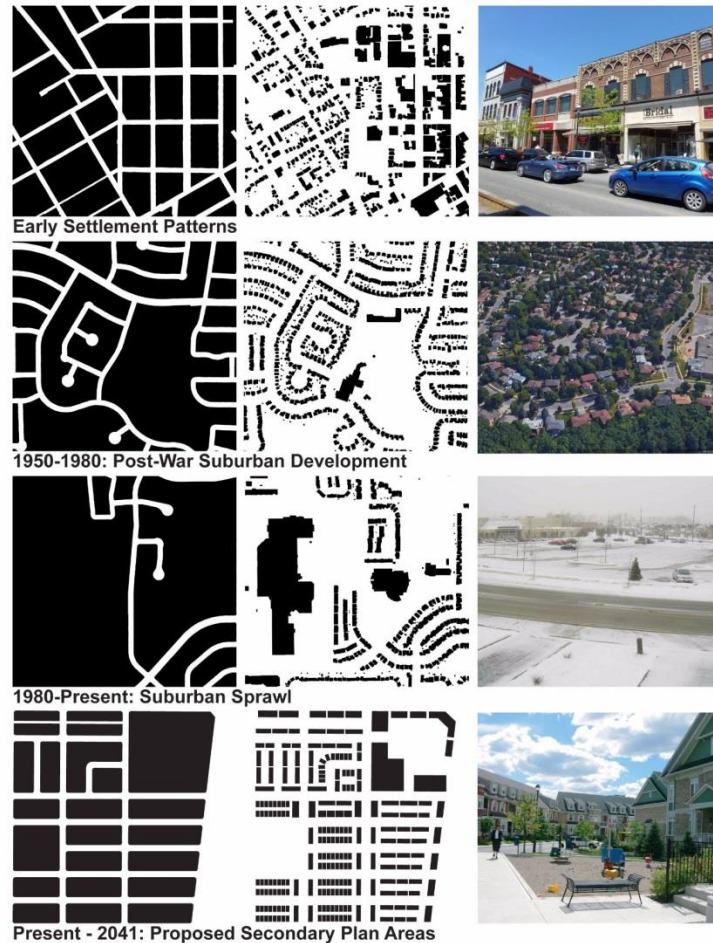 Bridal
Early Settlement Patterns
1950-1980: Post-War Suburban Development
1980-Present: Suburban Sprawl
Present - 2041: Proposed Secondary Plan Areas